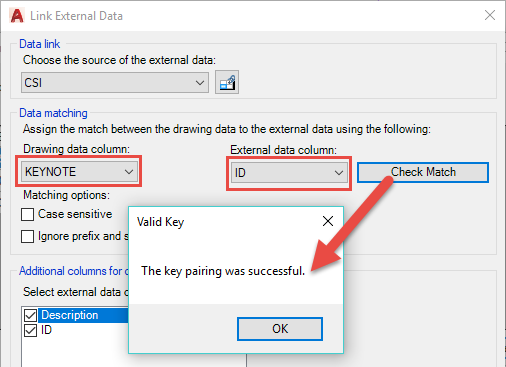 A Link External Data
Data link
Choose the source of the external data:
CSI
Data matching
Assign the match between the drawing data to the external data using the following:
Drawing data column:
External data column:
KEYNOTE
ID
Check Match
Matching options:
Case sensitive
Ignore prefix and s
Valid Key
The key pairing was successful.
OK
Additional columns for
Select external data
Description
ID